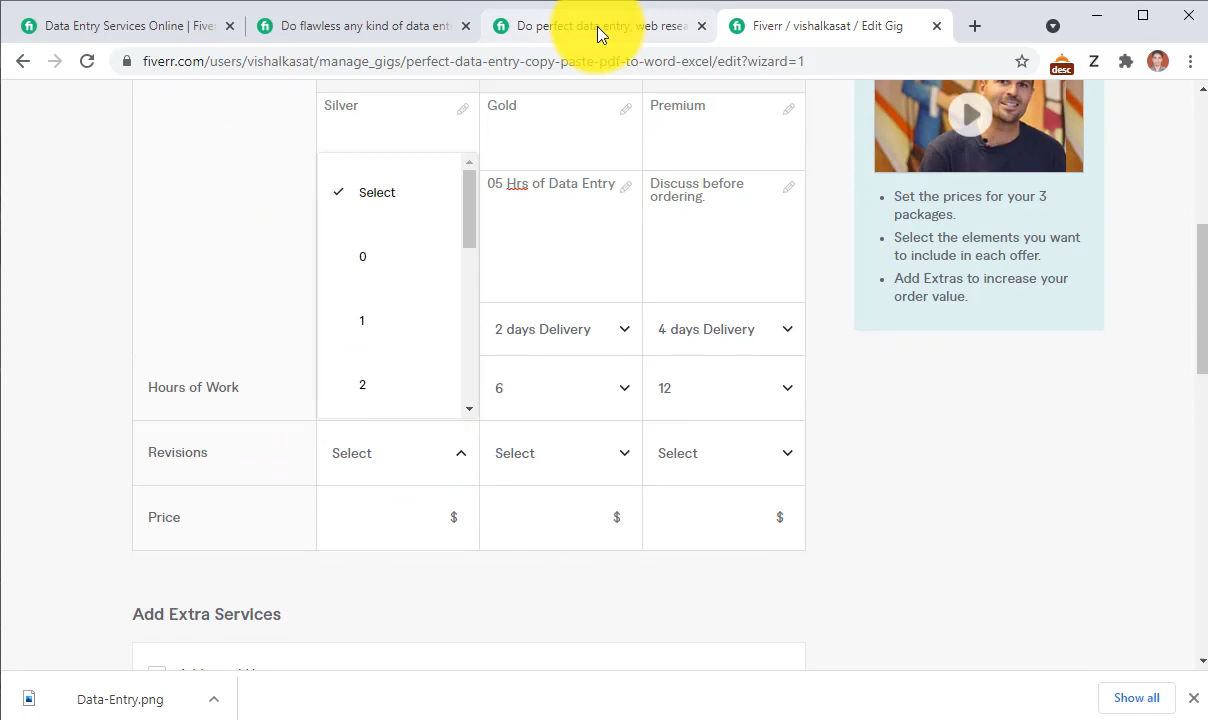 Data Entry Services Online | Fiver
Do flawless any kind of data ent
Do perfect data entry, web resea
Fiverr / vishalkasat / Edit Gig
fiverr.com/users/vishalkasat/manage_gigs/perfect-data-entry-copy-paste-pdf-to-word-excel/edit?wizard=1
desc
Z
Silver
Gold
Premium
Select
0
1
2
05 Hrs of Data Entry
Discuss before
ordering.
2 days Delivery
4 days Delivery
Hours of Work
6
12
Revisions
Select
Select
Select
Price
$
$
$
Set the prices for your 3
packages.
Select the elements you want
to include in each offer.
Add Extras to increase your
order value.
Add Extra Services
Data-Entry.png
Show all